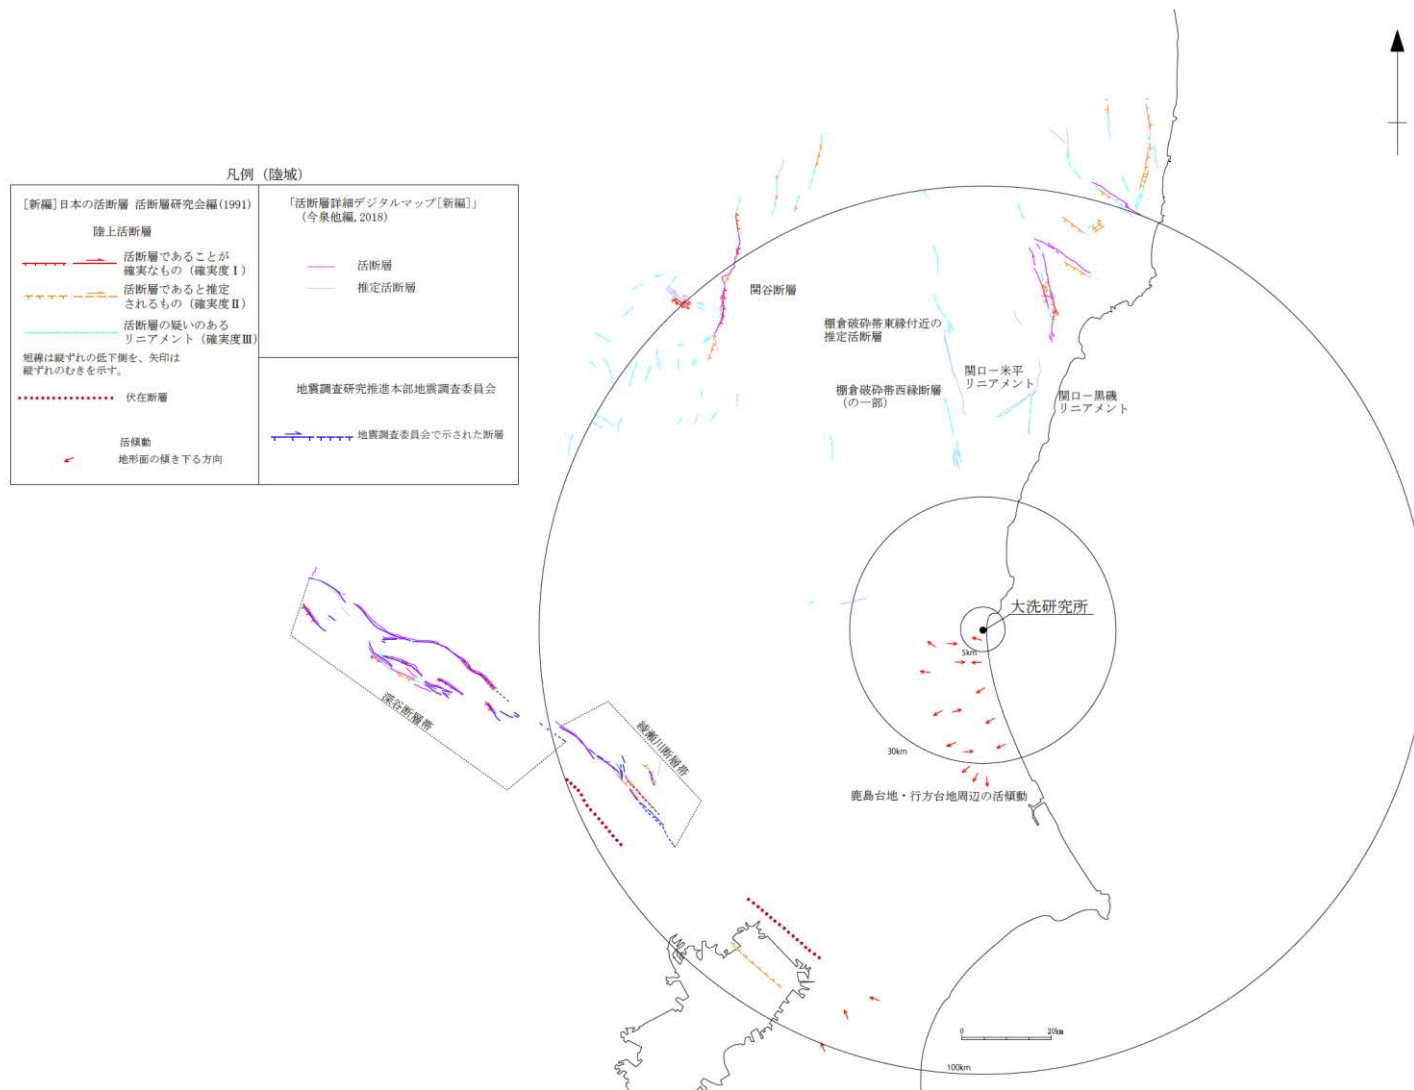 凡例（陸域）
［新編］日本の活断層 活断層研究会編(1991)
陸上活断層
活断層であることが
確実なもの（確実度Ⅰ）
活断層であると推定
されるもの（確実度Ⅱ）
活断層の疑いのある
リニアメント（確実度Ⅲ）
短線は縦ずれの低下側を、矢印は
縦ずれのむきを示す。
伏在断層
活傾動
地形面の傾き下る方向
「活断層詳細デジタルマップ［新編］」
（今泉他編, 2018）
活断層
推定活断層
地震調査研究推進本部地震調査委員会
地震調査委員会で示された断層
関谷断層
棚倉破砕帯東縁付近の
推定活断層
棚倉破砕帯西縁断層
（の一部）
関口－米平
リニアメント
関口－黒磯
リニアメント
大洗研究所
5km
30km
鹿島台地・行方台地周辺の活傾動
深谷断層帯
綾瀬川断層帯
0 20km
100km